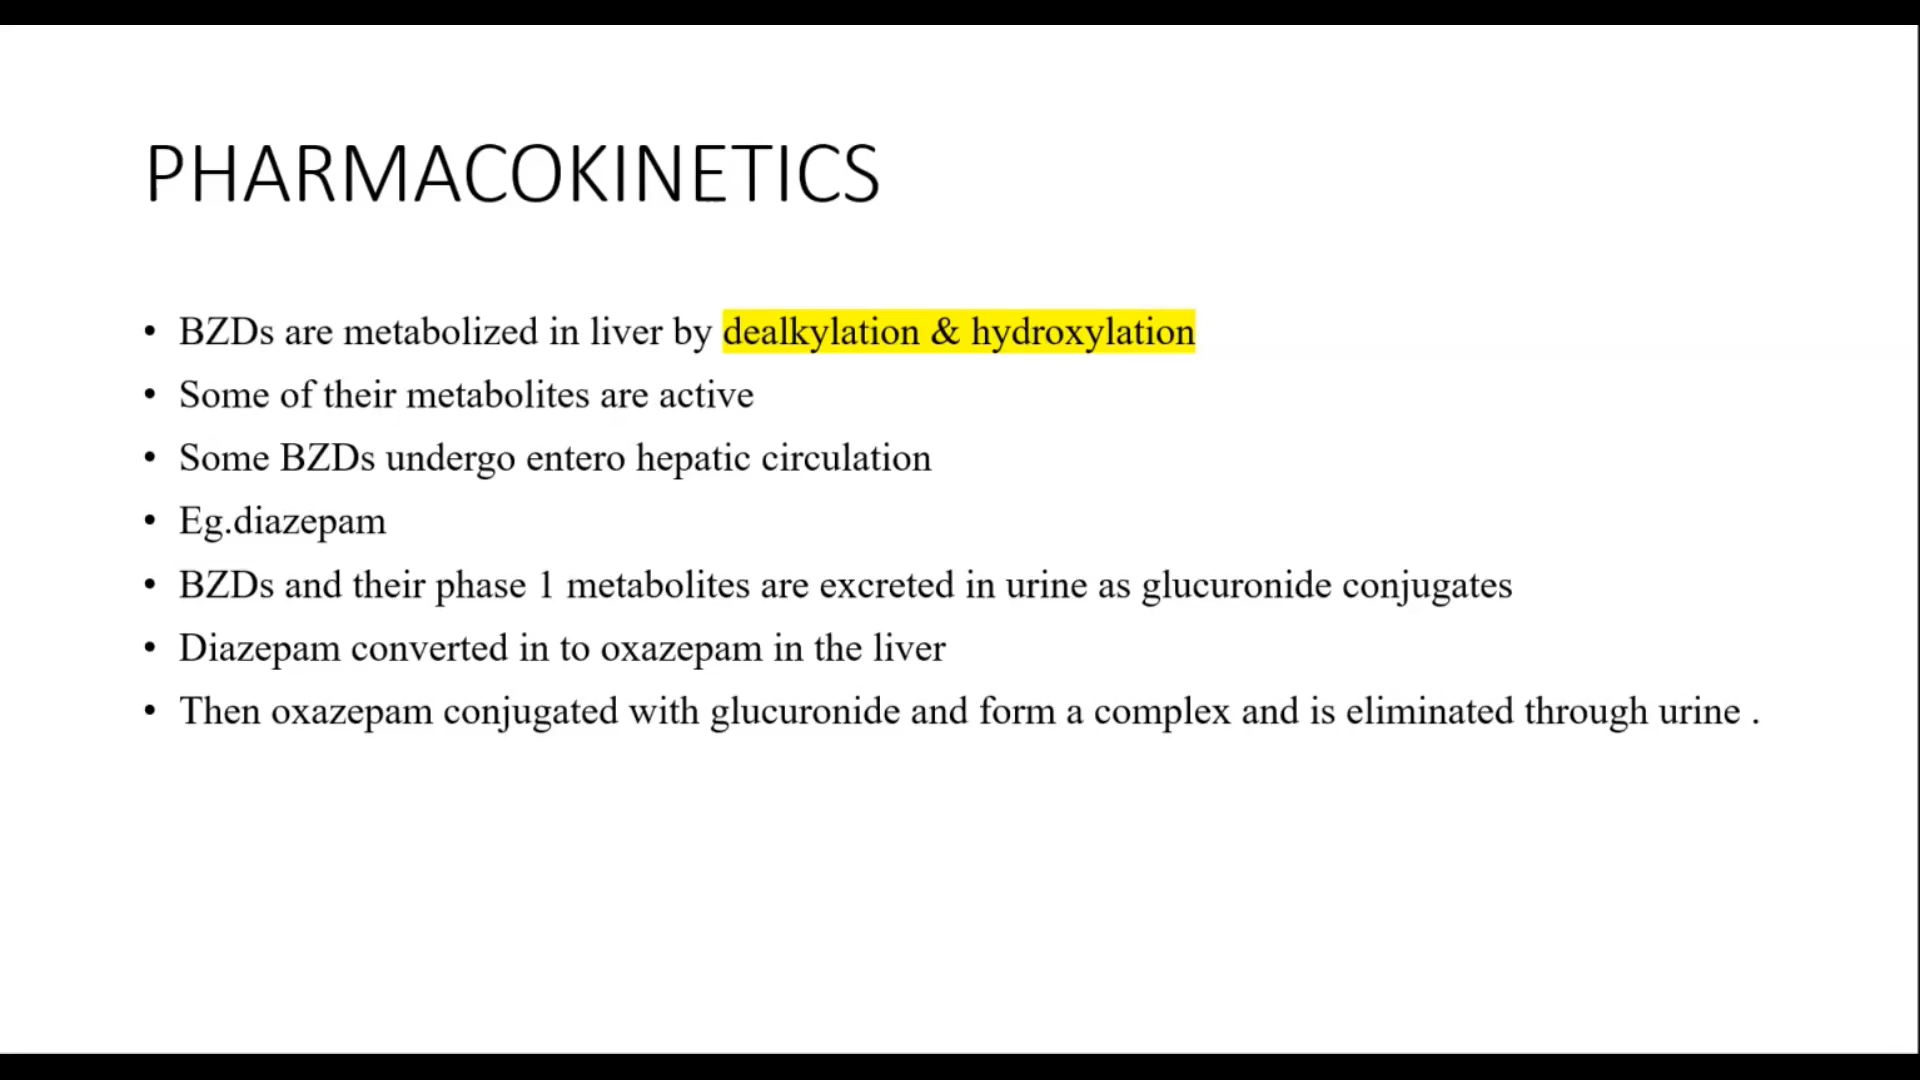 PHARMACOKINETICS
• BZDs are metabolized in liver by dealkylation & hydroxylation
• Some of their metabolites are active
• Some BZDs undergo entero hepatic circulation
• Eg.diazepam
• BZDs and their phase 1 metabolites are excreted in urine as glucuronide conjugates
• Diazepam converted in to oxazepam in the liver
• Then oxazepam conjugated with glucuronide and form a complex and is eliminated through urine .